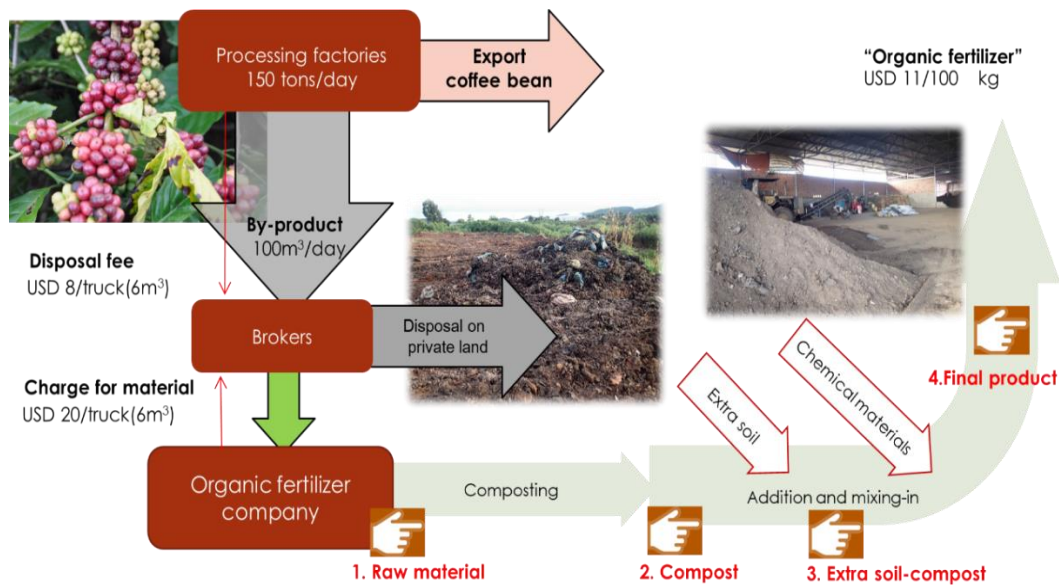 Processing factories
150 tons/day
Export
coffee bean
“Organic fertilizer”
USD 11/100 kg
By-product
100m³/day
Disposal fee
USD 8/truck(6m³)
Brokers
Disposal on
private land
Charge for material
USD 20/truck(6m³)
Extra soil
Chemical materials
4.Final product
Organic fertilizer
company
Composting
Addition and mixing-in
1. Raw material
2. Compost
3. Extra soil-compost